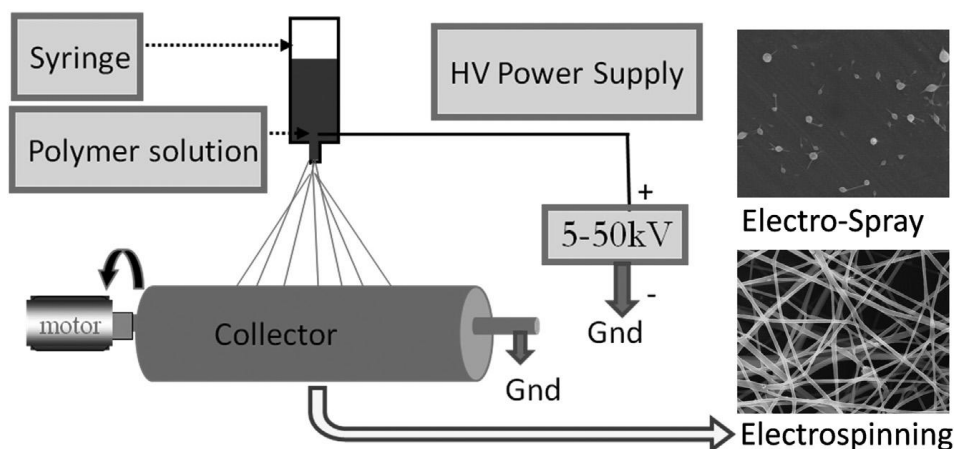 Syringe
HV Power Supply
Polymer solution
+
5-50kV
-
Gnd
Electro-Spray
motor
Collector
Gnd
Electrospinning